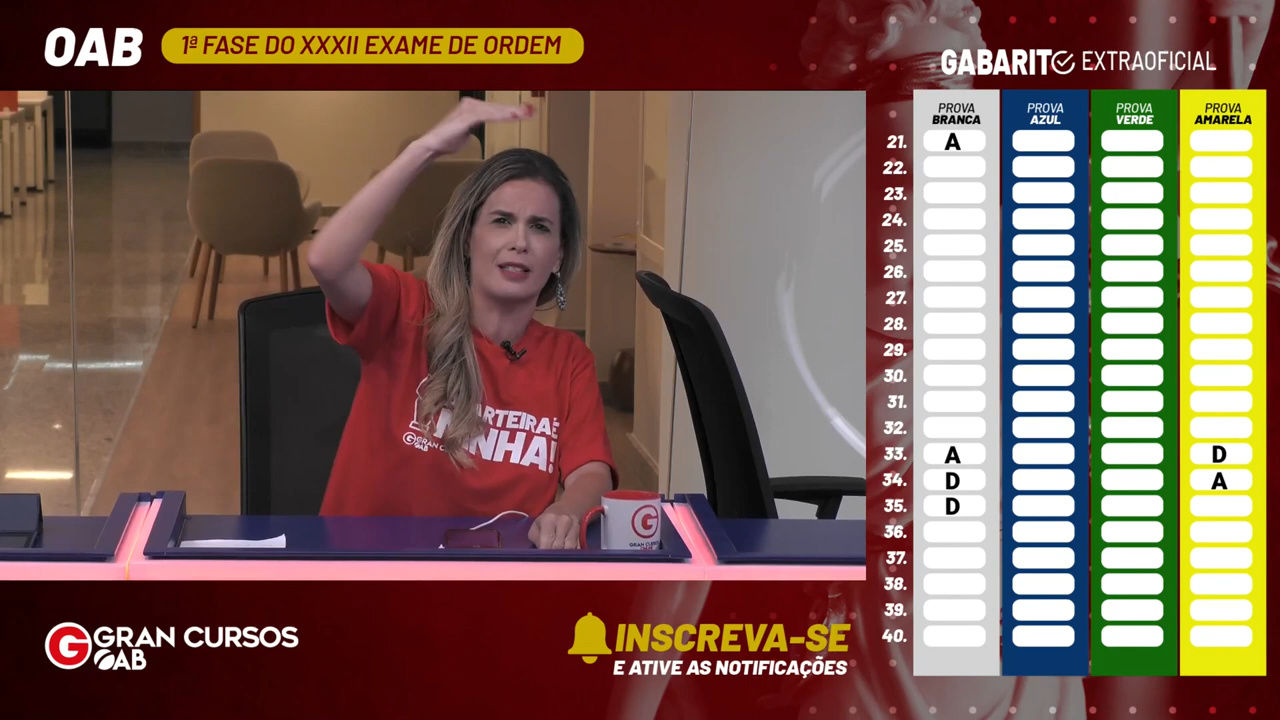 OAB
1ª FASE DO XXXII EXAME DE ORDEM
GABARITO EXTRAOFICIAL
PROVA BRANCA
PROVA AZUL
PROVA VERDE
PROVA AMARELA
21. A
22.
23.
24.
25.
26.
27.
28.
29.
30.
31.
32.
33. A D
34. D A
35. D
36.
37.
38.
39.
40.
GRAN
G
GRAN CURSOS
OAB
INSCREVA-SE
E ATIVE AS NOTIFICAÇÕES